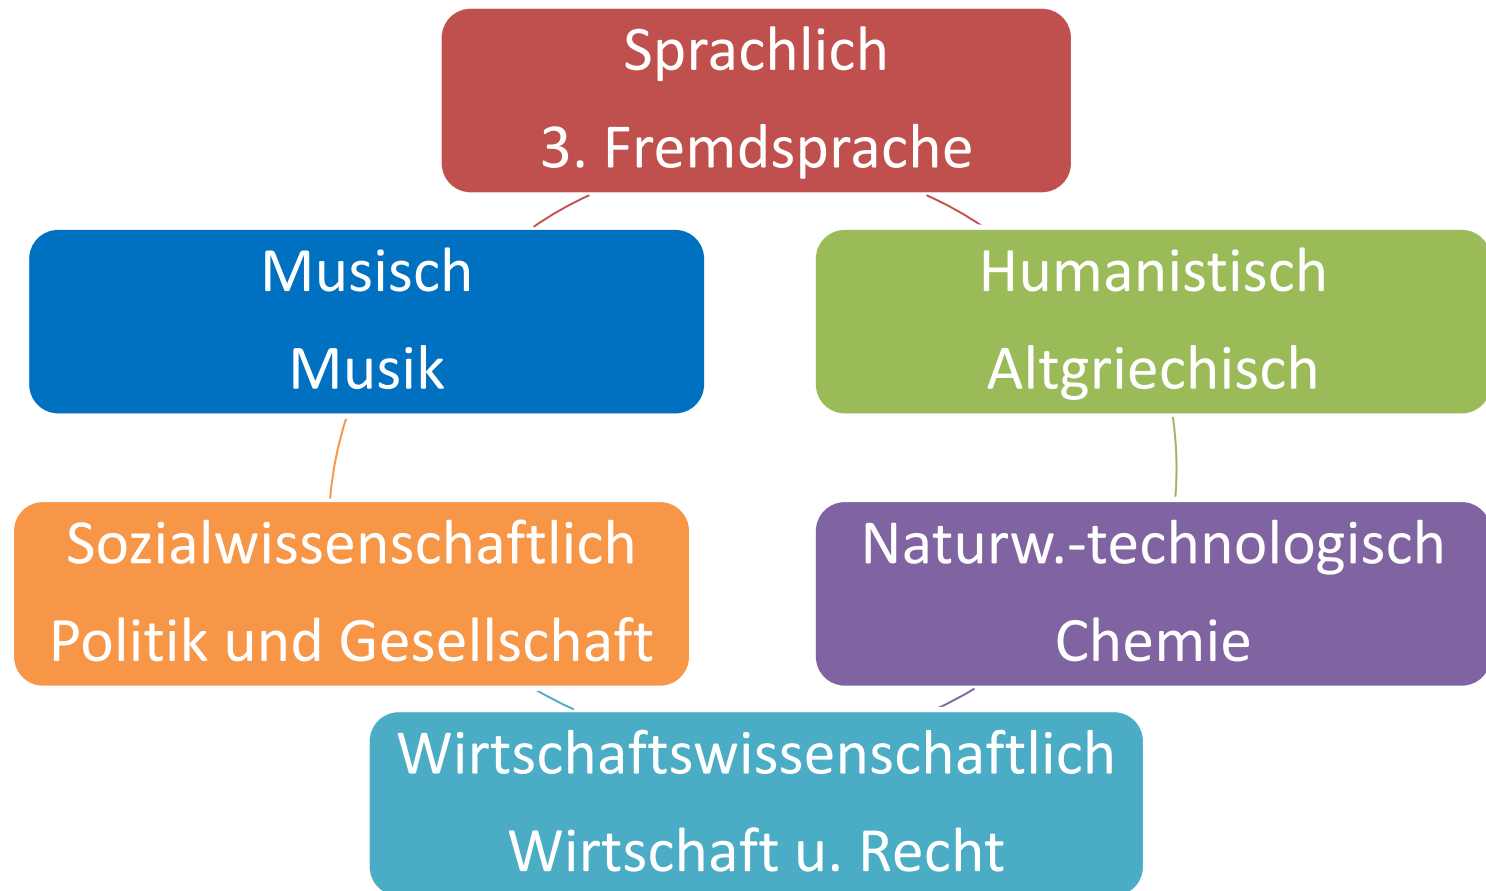 Sprachlich
3. Fremdsprache
Musisch
Musik
Humanistisch
Altgriechisch
Sozialwissenschaftlich
Politik und Gesellschaft
Naturw.-technologisch
Chemie
Wirtschaftswissenschaftlich
Wirtschaft u. Recht